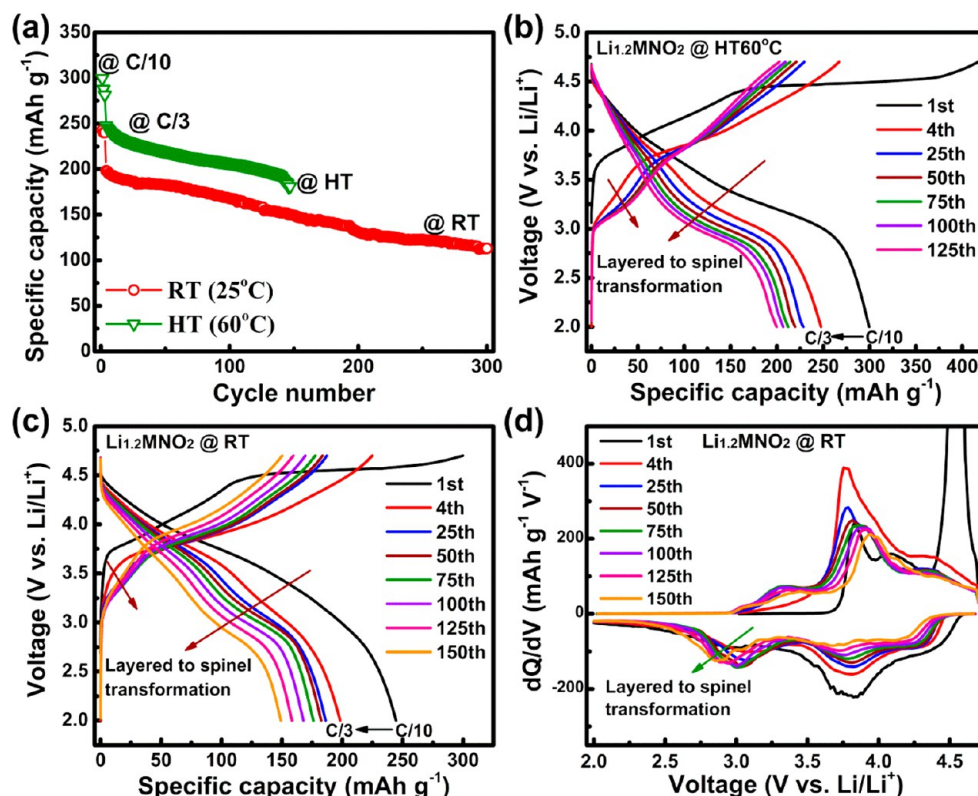 (a)
350
300
250
200
150
100
50
0
0
100
200
300
Specific capacity (mAh g⁻¹)
Cycle number
@ C/10
@ C/3
@ HT
@ RT
RT (25°C)
HT (60°C)
(b)
5.0
4.5
4.0
3.5
3.0
2.5
2.0
0 50 100 150 200 250 300 350 400
Voltage (V vs. Li/Li⁺)
Specific capacity (mAh g⁻¹)
Li₁.₂MNO₂ @ HT60°C
1st
4th
25th
50th
75th
100th
125th
Layered to spinel
transformation
C/3
C/10
(c)
5.0
4.5
4.0
3.5
3.0
2.5
2.0
0 50 100 150 200 250 300
Voltage (V vs. Li/Li⁺)
Specific capacity (mAh g⁻¹)
Li₁.₂MNO₂ @ RT
1st
4th
25th
50th
75th
100th
125th
150th
Layered to spinel
transformation
C/3
C/10
(d)
400
200
0
-200
2.0 2.5 3.0 3.5 4.0 4.5
dQ/dV (mAh g⁻¹ V⁻¹)
Voltage (V vs. Li/Li⁺)
Li₁.₂MNO₂ @ RT
1st
4th
25th
50th
75th
100th
125th
150th
Layered to spinel
transformation